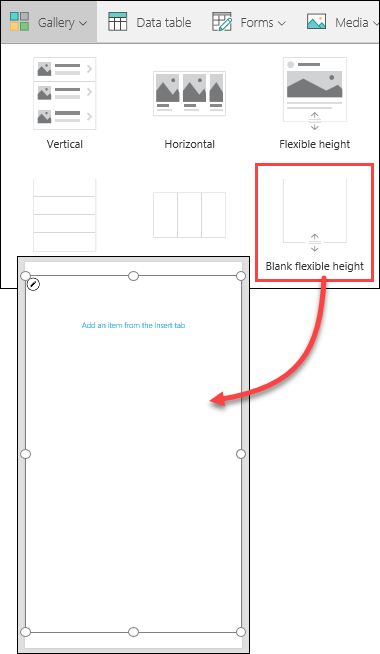 Gallery Data table Forms Media
Vertical Horizontal Flexible height
Blank flexible height
Add an item from the Insert tab